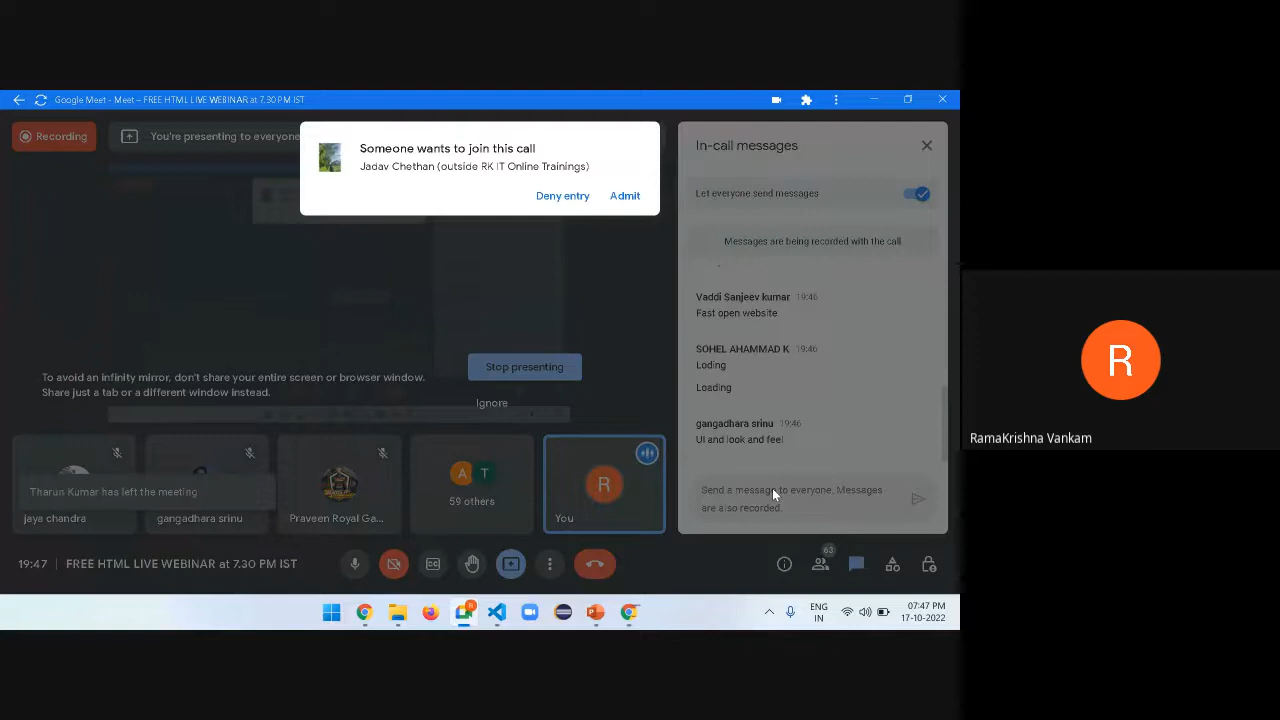 Google Meet - Meet – FREE HTML LIVE WEBINAR at 7.30 PM IST
Recording
You're presenting to everyone
Someone wants to join this call
Jadav Chethan (outside RK IT Online Trainings)
Deny entry
Admit
In-call messages
Let everyone send messages
Messages are being recorded with the call
Vaddi Sanjeev kumar 19:46
Fast open website
SOHEL AHAMMAD K 19:46
Loding
Loading
gangadhara srinu 19:46
UI and look and feel
Send a message to everyone. Messages
are also recorded.
To avoid an infinity mirror, don't share your entire screen or browser window.
Share just a tab or a different window instead.
Stop presenting
Ignore
Tharun Kumar has left the meeting
jaya chandra
gangadhara srinu
Praveen Royal Ga...
A
T
59 others
R
You
19:47 | FREE HTML LIVE WEBINAR at 7.30 PM IST
63
R
ENG
IN
07:47 PM
17-10-2022
R
RamaKrishna Vankam